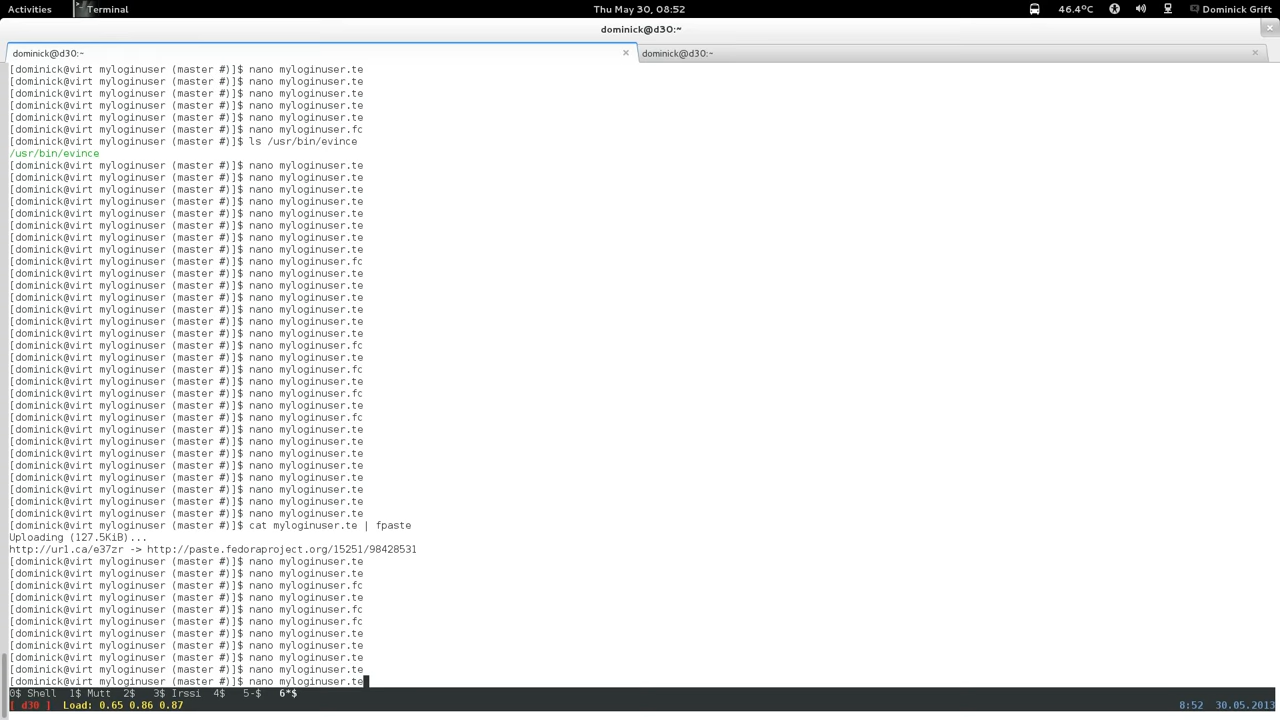 Activities Terminal Thu May 30, 08:52 46.4°C Dominick Grift
dominick@d30:~
dominick@d30:~ dominick@d30:~
[dominick@virt myloginuser (master #)]$ nano myloginuser.te
[dominick@virt myloginuser (master #)]$ nano myloginuser.te
[dominick@virt myloginuser (master #)]$ nano myloginuser.te
[dominick@virt myloginuser (master #)]$ nano myloginuser.te
[dominick@virt myloginuser (master #)]$ nano myloginuser.te
[dominick@virt myloginuser (master #)]$ nano myloginuser.fc
[dominick@virt myloginuser (master #)]$ ls /usr/bin/evince
/usr/bin/evince
[dominick@virt myloginuser (master #)]$ nano myloginuser.te
[dominick@virt myloginuser (master #)]$ nano myloginuser.te
[dominick@virt myloginuser (master #)]$ nano myloginuser.te
[dominick@virt myloginuser (master #)]$ nano myloginuser.te
[dominick@virt myloginuser (master #)]$ nano myloginuser.te
[dominick@virt myloginuser (master #)]$ nano myloginuser.te
[dominick@virt myloginuser (master #)]$ nano myloginuser.te
[dominick@virt myloginuser (master #)]$ nano myloginuser.te
[dominick@virt myloginuser (master #)]$ nano myloginuser.fc
[dominick@virt myloginuser (master #)]$ nano myloginuser.te
[dominick@virt myloginuser (master #)]$ nano myloginuser.te
[dominick@virt myloginuser (master #)]$ nano myloginuser.te
[dominick@virt myloginuser (master #)]$ nano myloginuser.te
[dominick@virt myloginuser (master #)]$ nano myloginuser.te
[dominick@virt myloginuser (master #)]$ nano myloginuser.te
[dominick@virt myloginuser (master #)]$ nano myloginuser.fc
[dominick@virt myloginuser (master #)]$ nano myloginuser.te
[dominick@virt myloginuser (master #)]$ nano myloginuser.fc
[dominick@virt myloginuser (master #)]$ nano myloginuser.te
[dominick@virt myloginuser (master #)]$ nano myloginuser.fc
[dominick@virt myloginuser (master #)]$ nano myloginuser.te
[dominick@virt myloginuser (master #)]$ nano myloginuser.fc
[dominick@virt myloginuser (master #)]$ nano myloginuser.te
[dominick@virt myloginuser (master #)]$ nano myloginuser.te
[dominick@virt myloginuser (master #)]$ nano myloginuser.te
[dominick@virt myloginuser (master #)]$ nano myloginuser.te
[dominick@virt myloginuser (master #)]$ nano myloginuser.te
[dominick@virt myloginuser (master #)]$ nano myloginuser.te
[dominick@virt myloginuser (master #)]$ nano myloginuser.te
[dominick@virt myloginuser (master #)]$ nano myloginuser.te
[dominick@virt myloginuser (master #)]$ cat myloginuser.te | fpaste
Uploading (127.5KiB)...
http://ur1.ca/e37zr -> http://paste.fedoraproject.org/15251/98428531
[dominick@virt myloginuser (master #)]$ nano myloginuser.te
[dominick@virt myloginuser (master #)]$ nano myloginuser.te
[dominick@virt myloginuser (master #)]$ nano myloginuser.fc
[dominick@virt myloginuser (master #)]$ nano myloginuser.te
[dominick@virt myloginuser (master #)]$ nano myloginuser.fc
[dominick@virt myloginuser (master #)]$ nano myloginuser.fc
[dominick@virt myloginuser (master #)]$ nano myloginuser.te
[dominick@virt myloginuser (master #)]$ nano myloginuser.te
[dominick@virt myloginuser (master #)]$ nano myloginuser.te
[dominick@virt myloginuser (master #)]$ nano myloginuser.te
[dominick@virt myloginuser (master #)]$ nano myloginuser.te
0$ Shell 1$ Mutt 2$ 3$ Irssi 4$ 5-$ 6*$
[ d30 ] Load: 0.65 0.86 0.87 8:52 30.05.2013